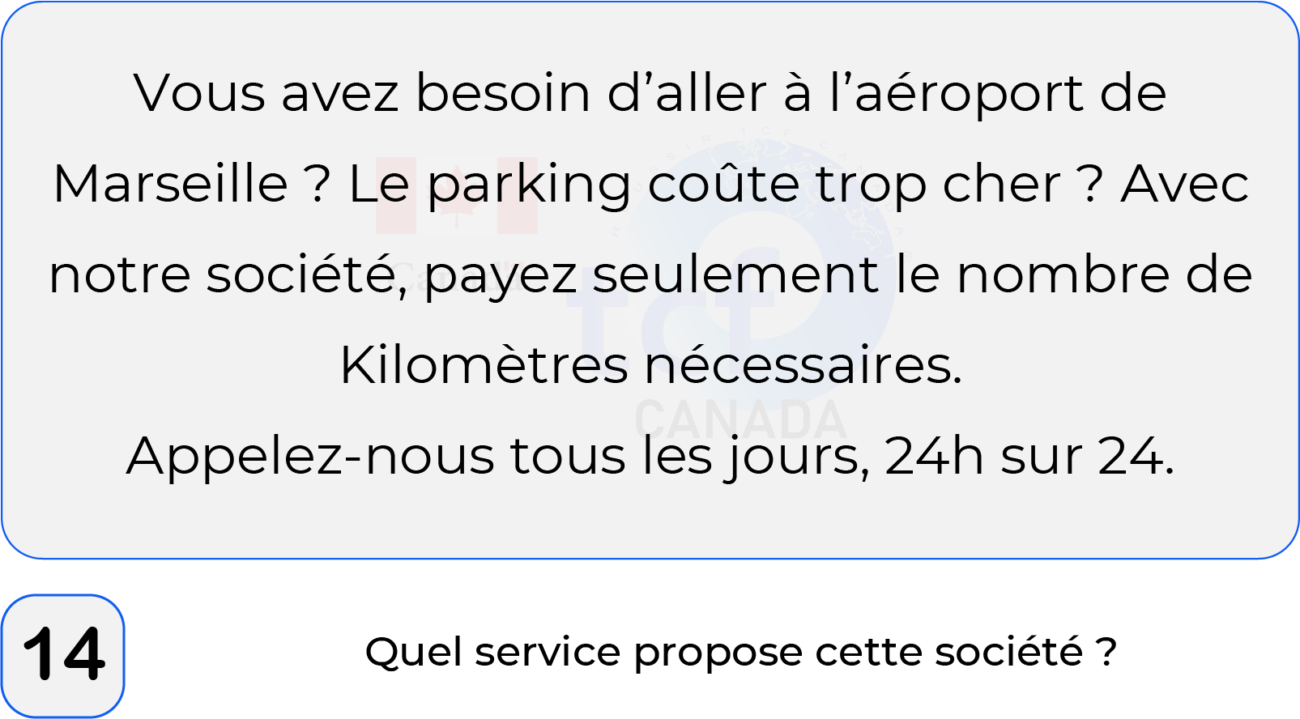 Vous avez besoin d’aller à l’aéroport de
Marseille ? Le parking coûte trop cher ? Avec
notre société, payez seulement le nombre de
Kilomètres nécessaires.
Appelez-nous tous les jours, 24h sur 24.
Canada
tcf
CANADA
14
Quel service propose cette société ?